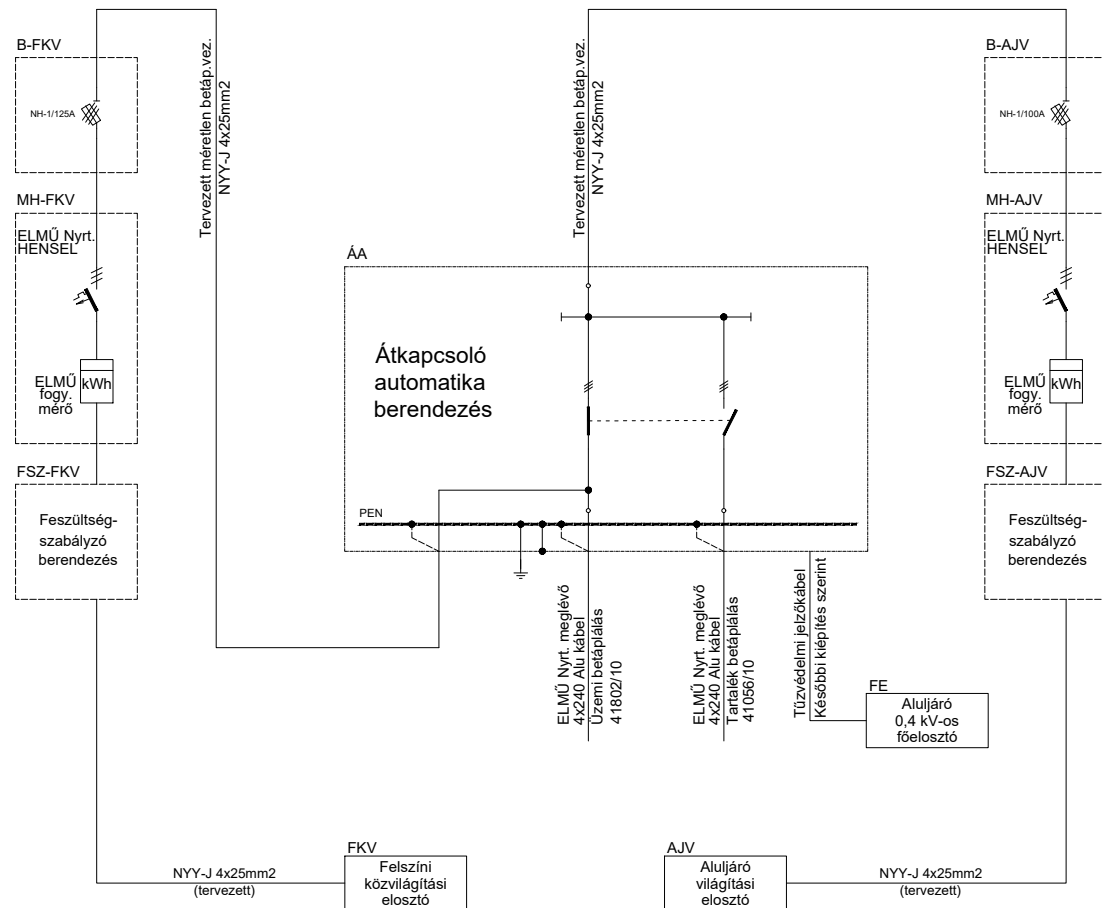 B-FKV
NH-1/125A
MH-FKV
ELMŰ Nyrt.
HENSEL
ELMŰ
fogy.
mérő
kWh
FSZ-FKV
Feszültség-
szabályzó
berendezés
Tervezett méretlen betáp.vez.
NYY-J 4x25mm2
Tervezett méretlen betáp.vez.
NYY-J 4x25mm2
ÁA
Átkapcsoló
automatika
berendezés
PEN
ELMŰ Nyrt. meglévő
4x240 Alu kábel
Üzemi betáplálás
41802/10
ELMŰ Nyrt. meglévő
4x240 Alu kábel
Tartalék betáplálás
41056/10
Tűzvédelmi jelzőkábel
Későbbi kiépítés szerint
FE
Aluljáró
0,4 kV-os
főelosztó
B-AJV
NH-1/100A
MH-AJV
ELMŰ Nyrt.
HENSEL
ELMŰ
fogy.
mérő
kWh
FSZ-AJV
Feszültség-
szabályzó
berendezés
NYY-J 4x25mm2
(tervezett)
FKV
Felszíni
közvilágítási
elosztó
AJV
Aluljáró
világítási
elosztó
NYY-J 4x25mm2
(tervezett)